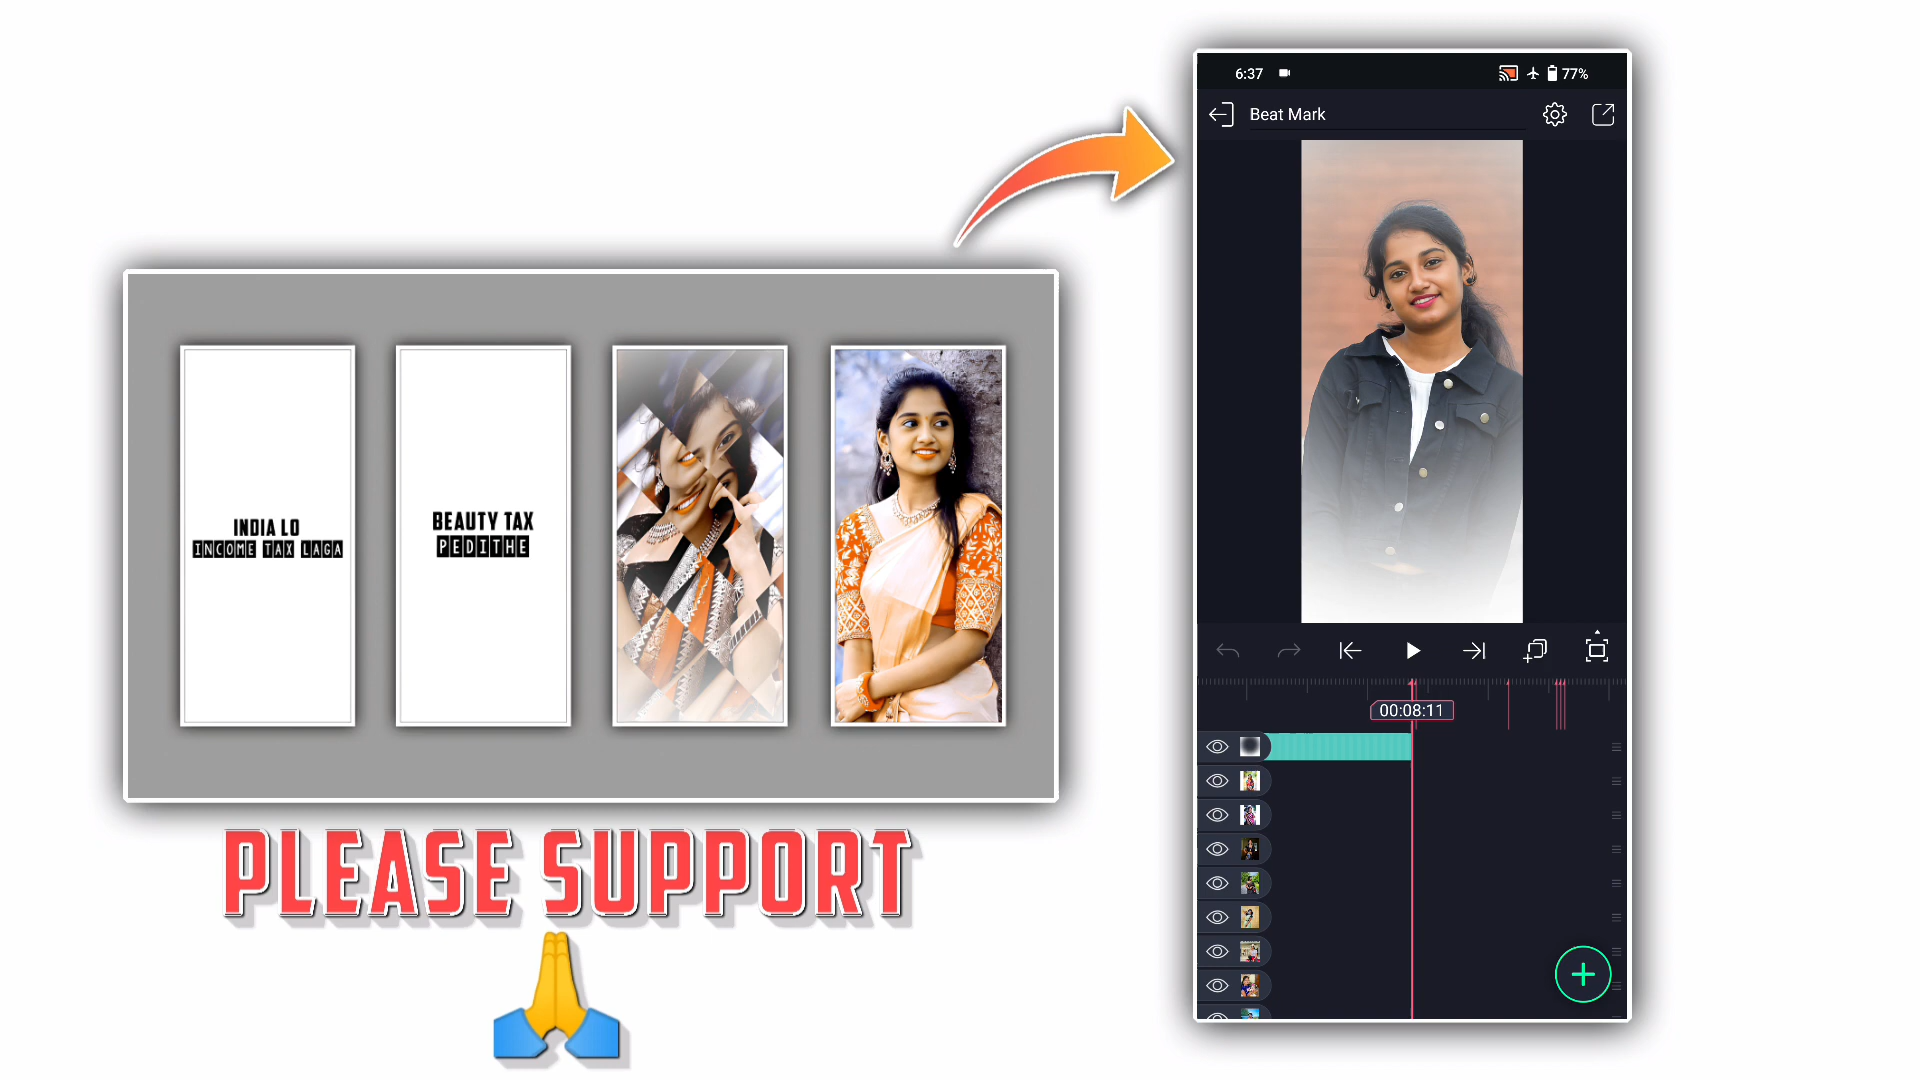 6:37
77%
Beat Mark
INDIA LO
INCOME TAX LAGA
BEAUTY TAX
PEDITHE
00:08:11
PLEASE SUPPORT